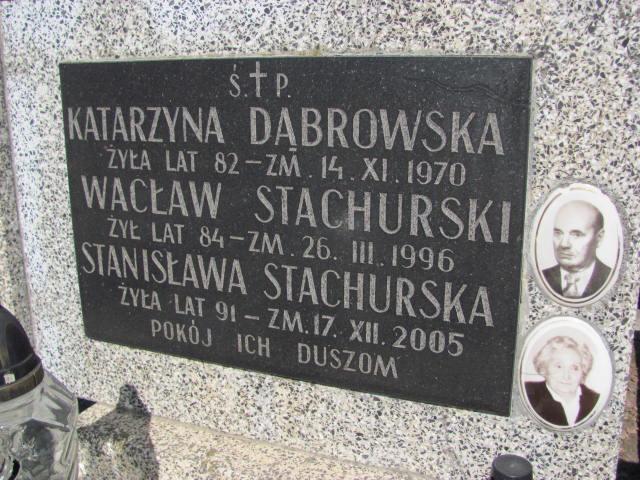 Ś.†P.
KATARZYNA DĄBROWSKA
ŻYŁA LAT 82 – ZM. 14. XI. 1970
WACŁAW STACHURSKI
ŻYŁ LAT 84 – ZM. 26. III. 1996
STANISŁAWA STACHURSKA
ŻYŁA LAT 91 – ZM. 17. XII. 2005
POKÓJ ICH DUSZOM